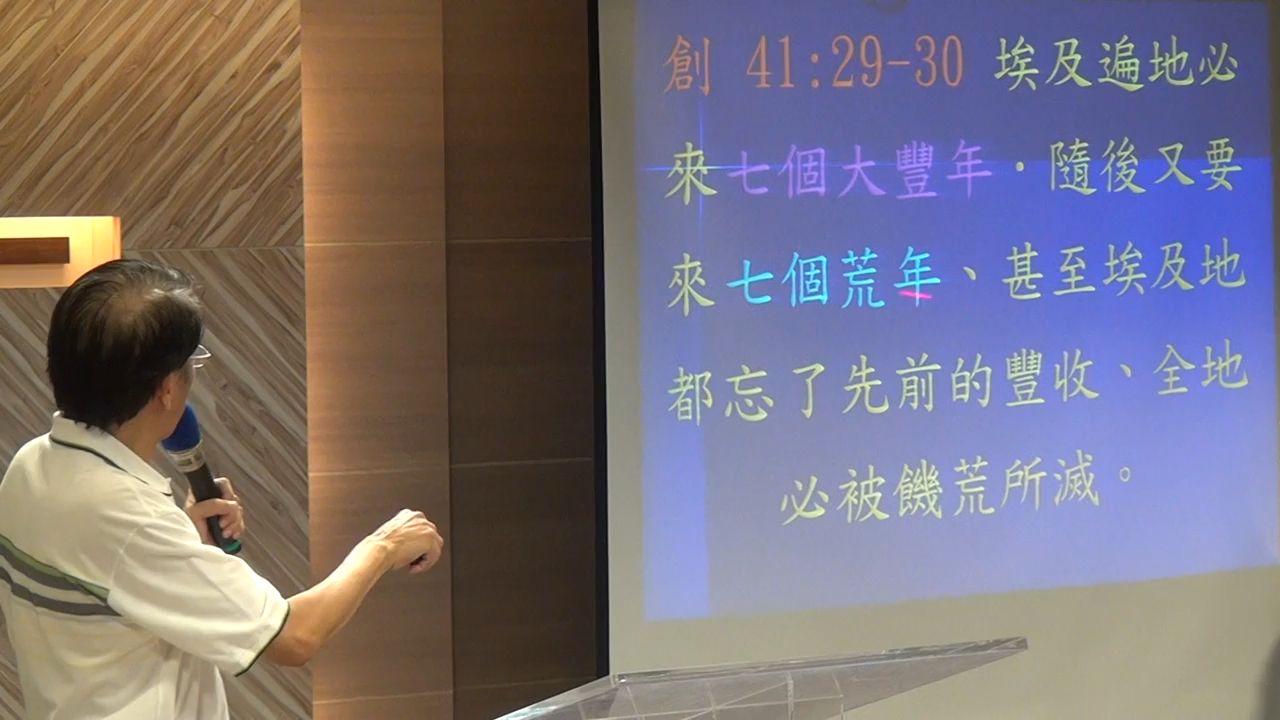 創 41:29-30 埃及遍地必
來七個大豐年．隨後又要
來七個荒年、甚至埃及地
都忘了先前的豐收、全地
必被饑荒所滅。